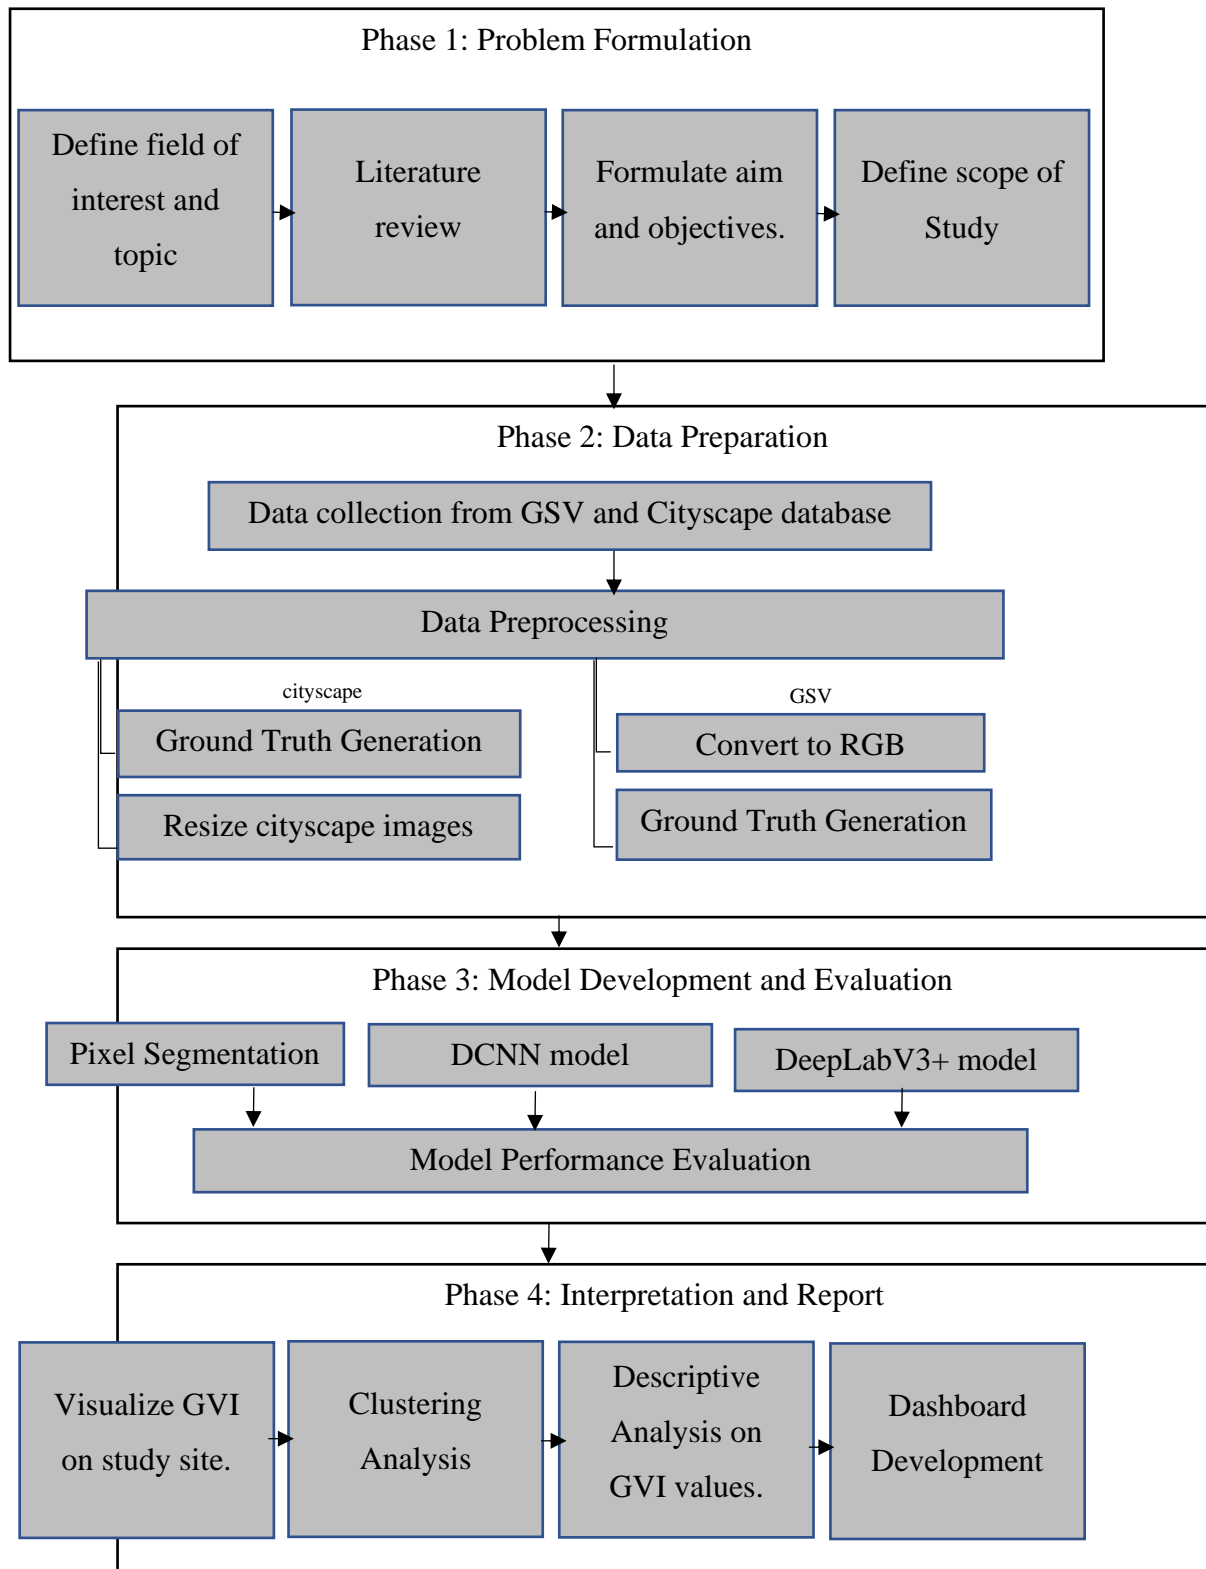 Phase 1: Problem Formulation
Define field of
interest and
topic
Literature
review
Formulate aim
and objectives.
Define scope of
Study
Phase 2: Data Preparation
Data collection from GSV and Cityscape database
Data Preprocessing
cityscape
Ground Truth Generation
Resize cityscape images
GSV
Convert to RGB
Ground Truth Generation
Phase 3: Model Development and Evaluation
Pixel Segmentation
DCNN model
DeepLabV3+ model
Model Performance Evaluation
Phase 4: Interpretation and Report
Visualize GVI
on study site.
Clustering
Analysis
Descriptive
Analysis on
GVI values.
Dashboard
Development